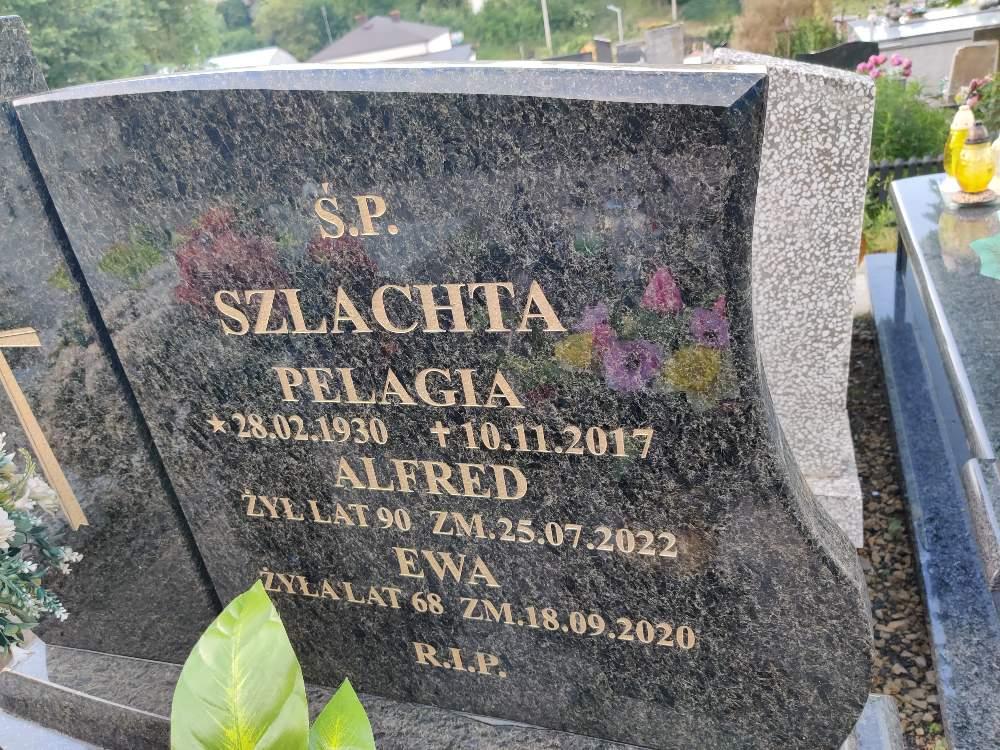 Ś.P.
SZLACHTA
PELAGIA
★28.02.1930 ✝10.11.2017
ALFRED
ŻYŁ LAT 90 ZM.25.07.2022
EWA
ŻYŁA LAT 68 ZM.18.09.2020
R.I.P.